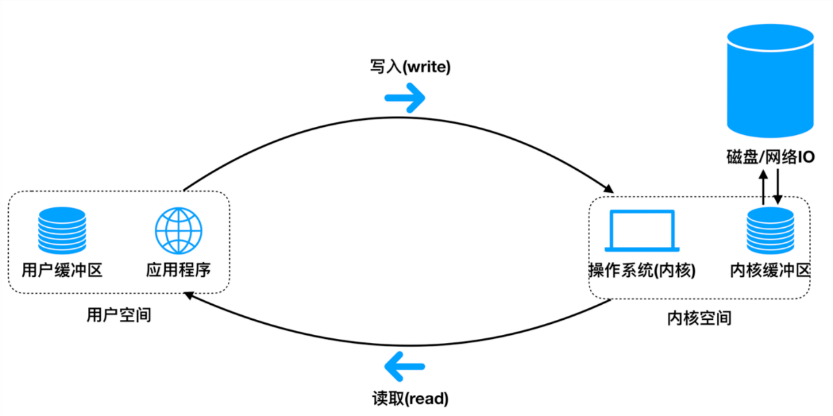 写入(write)
磁盘/网络IO
用户缓冲区
应用程序
操作系统(内核)
内核缓冲区
用户空间
内核空间
读取(read)